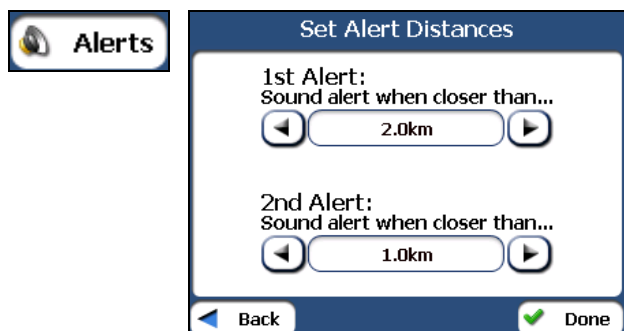 Alerts
Set Alert Distances
1st Alert:
Sound alert when closer than...
2.0km
2nd Alert:
Sound alert when closer than...
1.0km
Back
Done